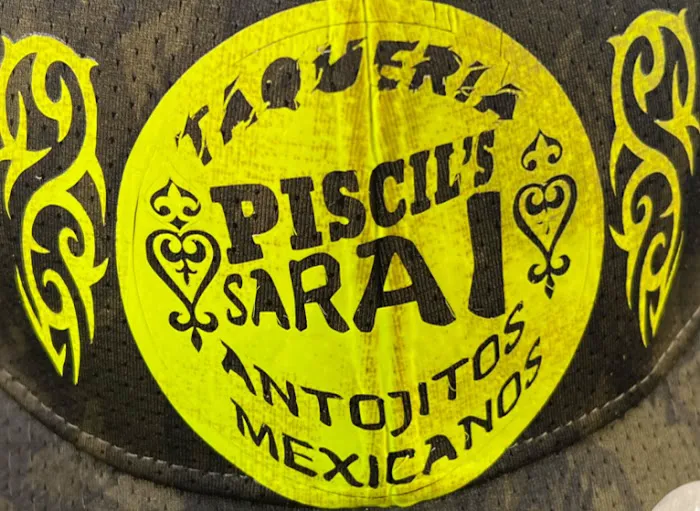 TAQUERIA
PISCIL'S
SARAI
ANTOJITOS
MEXICANOS